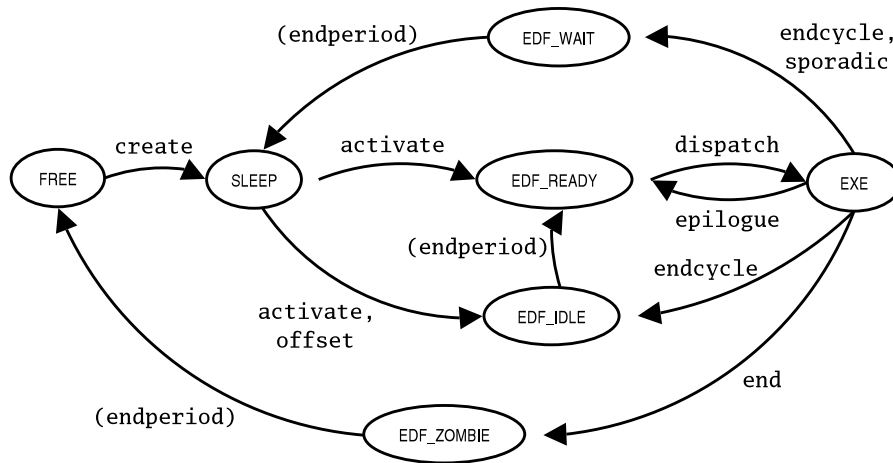 (endperiod)
EDF_WAIT
endcycle,
sporadic
create
activate
dispatch
FREE
SLEEP
EDF_READY
EXE
epilogue
(endperiod)
endcycle
activate,
offset
EDF_IDLE
end
(endperiod)
EDF_ZOMBIE